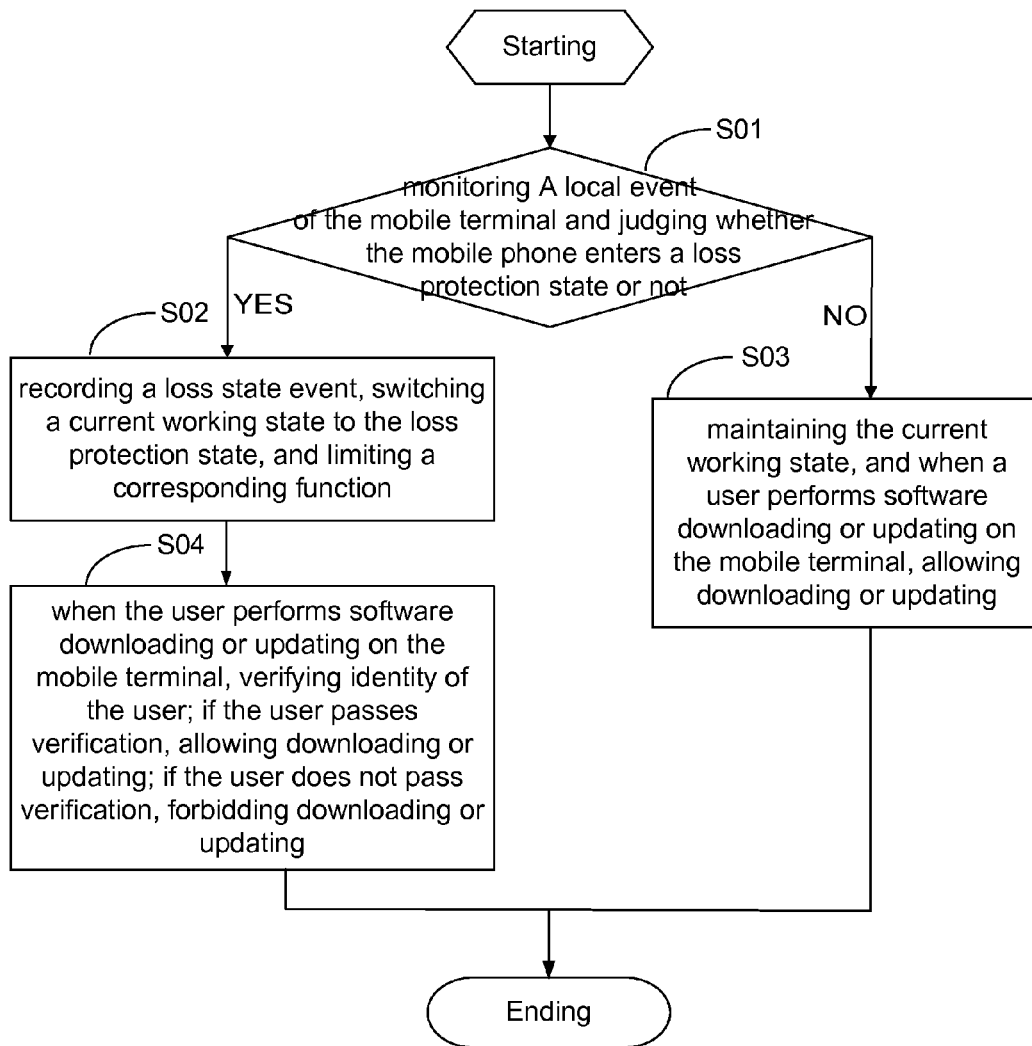 Starting
S01
monitoring A local event
of the mobile terminal and judging whether
the mobile phone enters a loss
protection state or not
YES
NO
S02
recording a loss state event, switching
a current working state to the loss
protection state, and limiting a
corresponding function
S03
maintaining the current
working state, and when a
user performs software
downloading or updating on
the mobile terminal, allowing
downloading or updating
S04
when the user performs software
downloading or updating on the
mobile terminal, verifying identity of
the user; if the user passes
verification, allowing downloading or
updating; if the user does not pass
verification, forbidding downloading or
updating
Ending